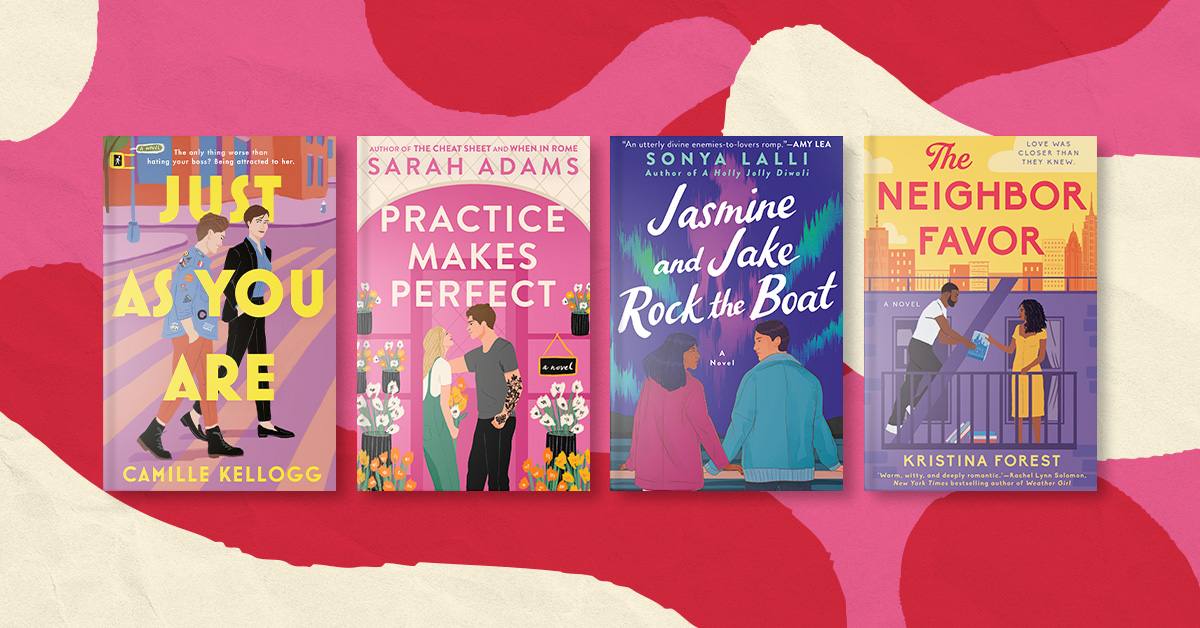 A NOVEL
The only thing worse than
hating your boss? Being attracted to her.
JUST
AS YOU
ARE
CAMILLE KELLOGG
AUTHOR OF THE CHEAT SHEET AND WHEN IN ROME
SARAH ADAMS
PRACTICE
MAKES
PERFECT
a novel
"An utterly divine enemies-to-lovers romp."—AMY LEA
SONYA LALLI
Author of A Holly Jolly Diwali
Jasmine
and Jake
Rock the Boat
A
Novel
LOVE WAS
CLOSER THAN
THEY KNEW.
The
NEIGHBOR
FAVOR
A NOVEL
KRISTINA FOREST
"Warm, witty, and deeply romantic."—Rachel Lynn Solomon,
New York Times bestselling author of Weather Girl